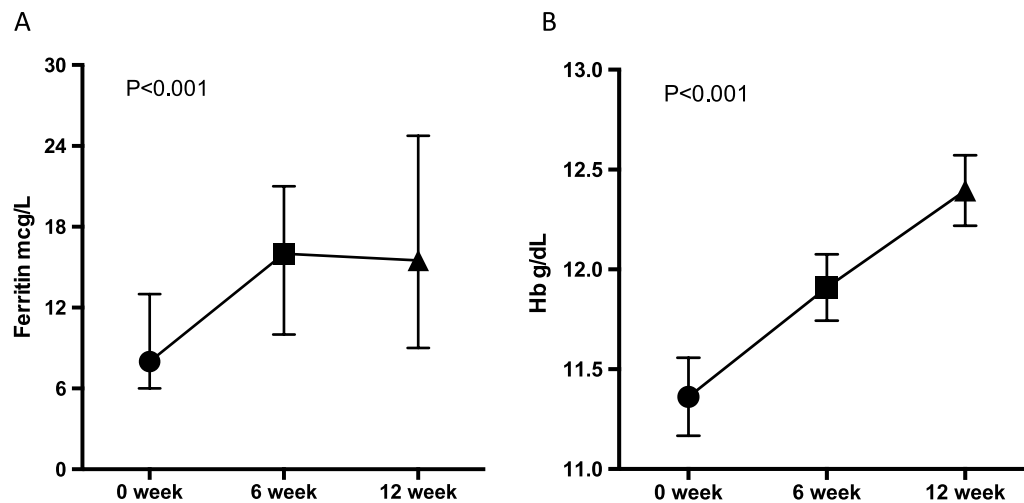 A
P<0.001
Ferritin mcg/L
30
24
18
12
6
0
0 week 6 week 12 week
B
P<0.001
Hb g/dL
13.0
12.5
12.0
11.5
11.0
0 week 6 week 12 week